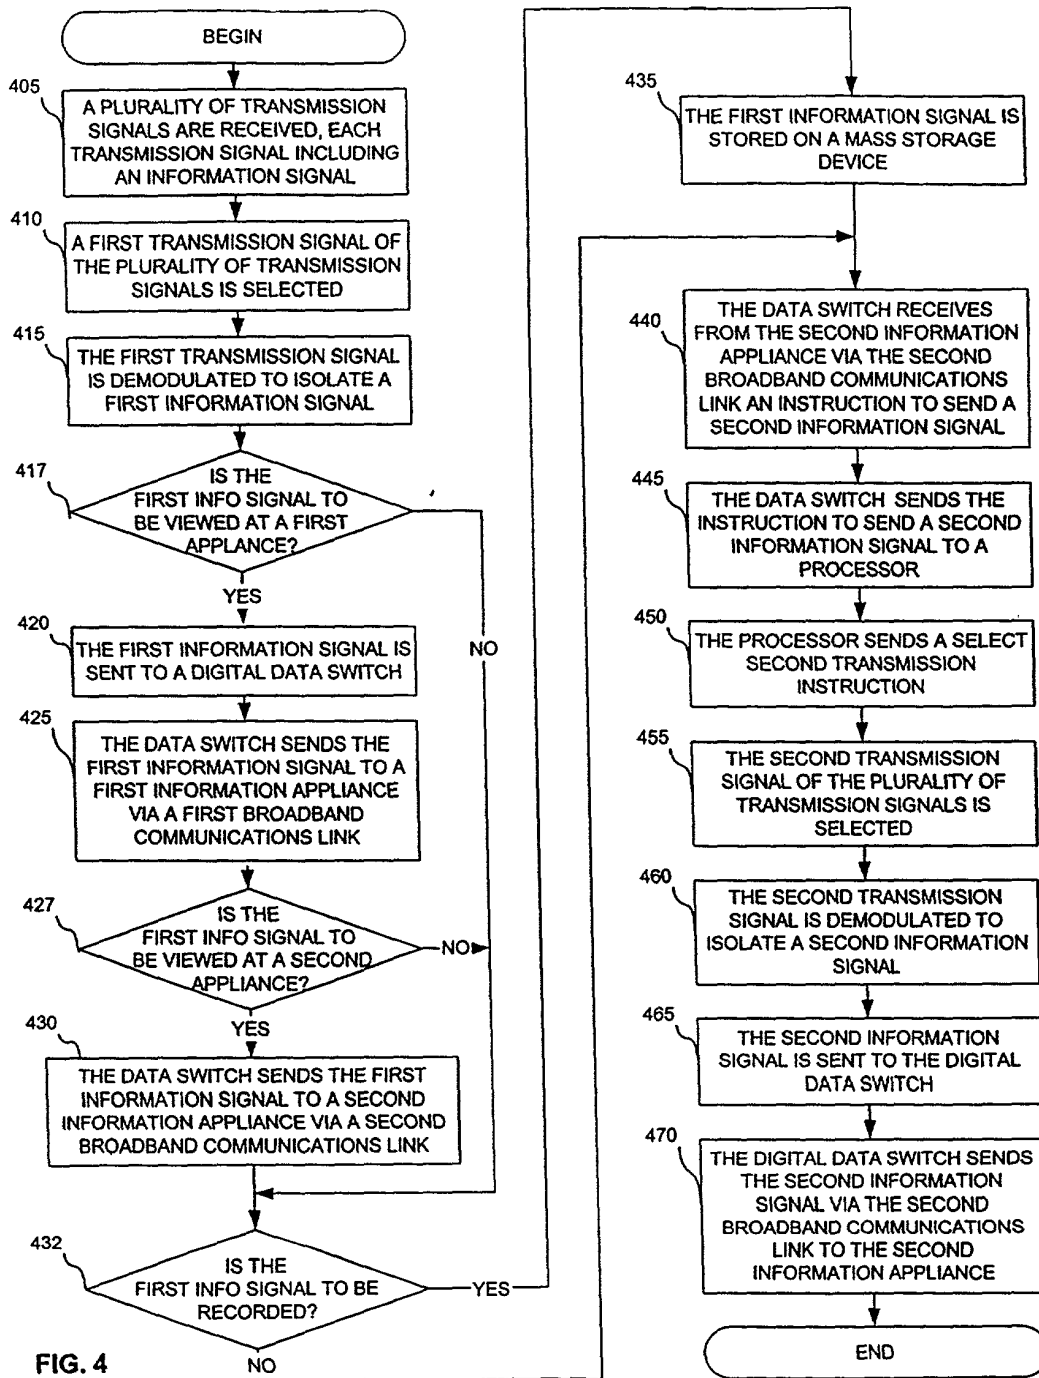 BEGIN
405
A PLURALITY OF TRANSMISSION
SIGNALS ARE RECEIVED, EACH
TRANSMISSION SIGNAL INCLUDING
AN INFORMATION SIGNAL
410
A FIRST TRANSMISSION SIGNAL OF
THE PLURALITY OF TRANSMISSION
SIGNALS IS SELECTED
415
THE FIRST TRANSMISSION SIGNAL
IS DEMODULATED TO ISOLATE A
FIRST INFORMATION SIGNAL
417
IS THE
FIRST INFO SIGNAL TO
BE VIEWED AT A FIRST
APPLANCE?
YES
NO
420
THE FIRST INFORMATION SIGNAL IS
SENT TO A DIGITAL DATA SWITCH
425
THE DATA SWITCH SENDS THE
FIRST INFORMATION SIGNAL TO A
FIRST INFORMATION APPLIANCE
VIA A FIRST BROADBAND
COMMUNICATIONS LINK
427
IS THE
FIRST INFO SIGNAL TO
BE VIEWED AT A SECOND
APPLIANCE?
NO
YES
430
THE DATA SWITCH SENDS THE FIRST
INFORMATION SIGNAL TO A SECOND
INFORMATION APPLIANCE VIA A SECOND
BROADBAND COMMUNICATIONS LINK
432
IS THE
FIRST INFO SIGNAL TO BE
RECORDED?
YES
NO
435
THE FIRST INFORMATION SIGNAL IS
STORED ON A MASS STORAGE
DEVICE
440
THE DATA SWITCH RECEIVES
FROM THE SECOND INFORMATION
APPLIANCE VIA THE SECOND
BROADBAND COMMUNICATIONS
LINK AN INSTRUCTION TO SEND A
SECOND INFORMATION SIGNAL
445
THE DATA SWITCH SENDS THE
INSTRUCTION TO SEND A SECOND
INFORMATION SIGNAL TO A
PROCESSOR
450
THE PROCESSOR SENDS A SELECT
SECOND TRANSMISSION
INSTRUCTION
455
THE SECOND TRANSMISSION
SIGNAL OF THE PLURALITY OF
TRANSMISSION SIGNALS IS
SELECTED
460
THE SECOND TRANSMISSION
SIGNAL IS DEMODULATED TO
ISOLATE A SECOND INFORMATION
SIGNAL
465
THE SECOND INFORMATION
SIGNAL IS SENT TO THE DIGITAL
DATA SWITCH
470
THE DIGITAL DATA SWITCH SENDS
THE SECOND INFORMATION
SIGNAL VIA THE SECOND
BROADBAND COMMUNICATIONS
LINK TO THE SECOND
INFORMATION APPLIANCE
END
FIG. 4